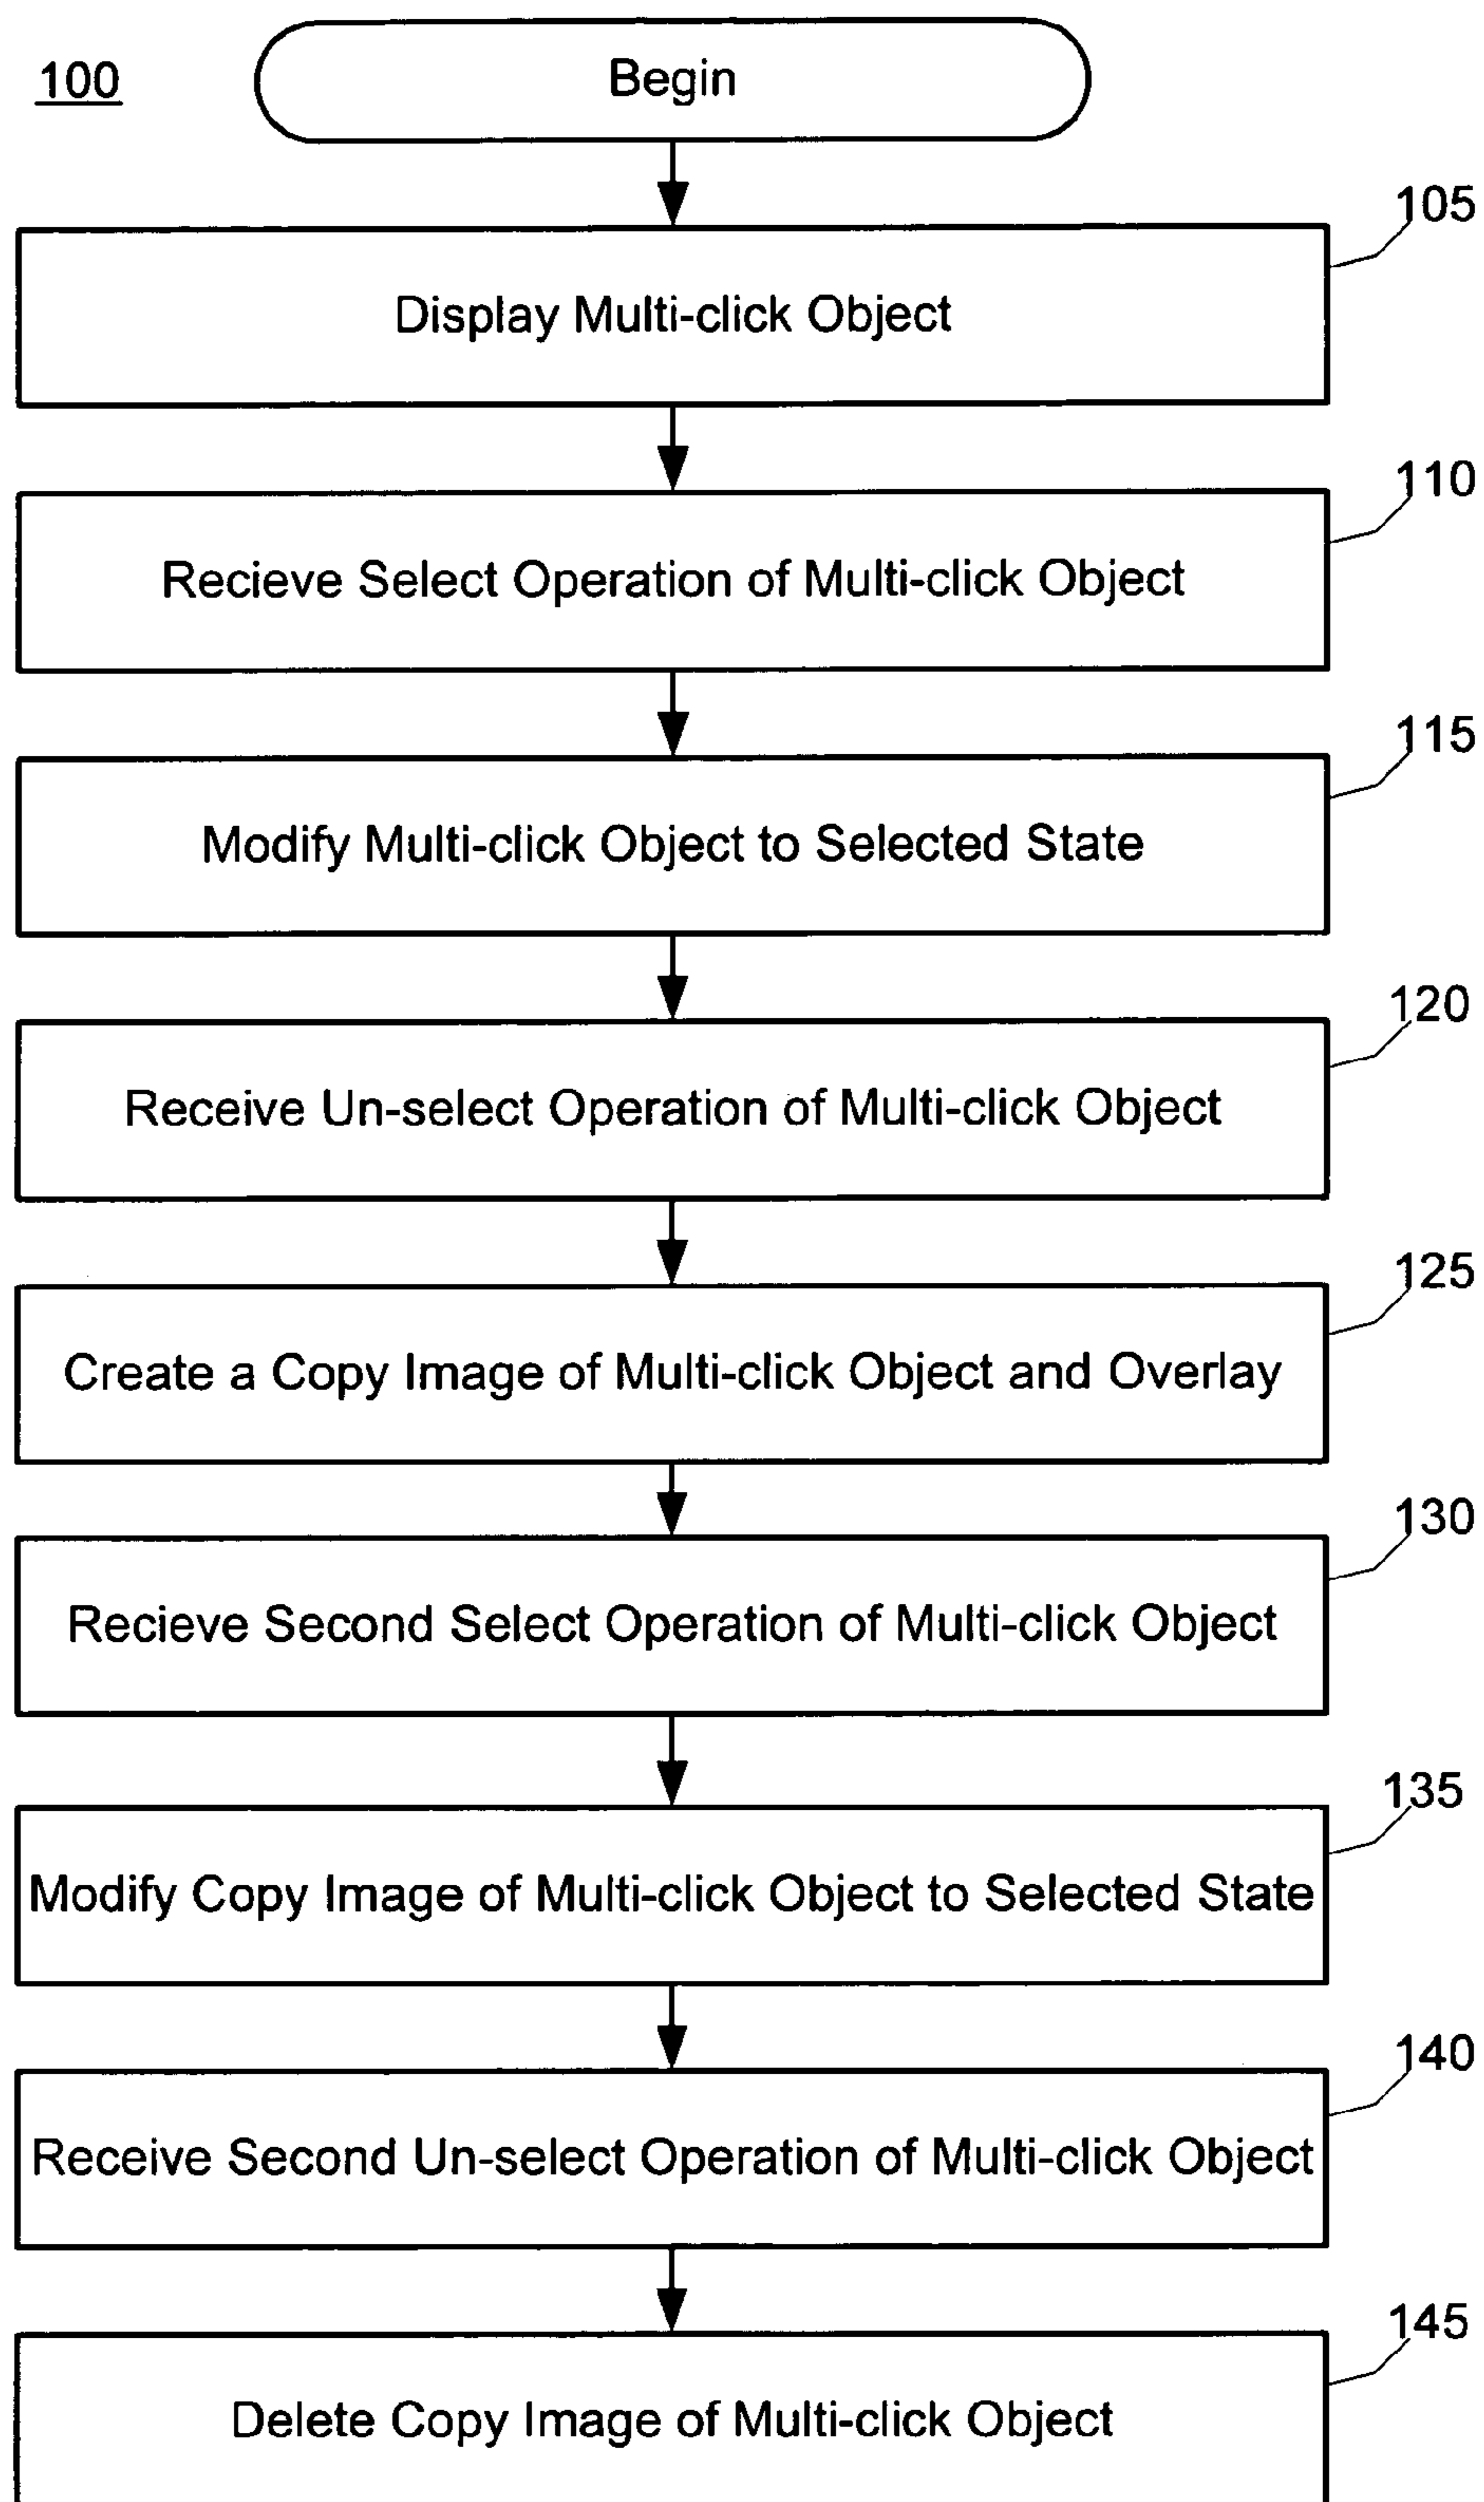 100
Begin
105
Display Multi-click Object
110
Recieve Select Operation of Multi-click Object
115
Modify Multi-click Object to Selected State
120
Receive Un-select Operation of Multi-click Object
125
Create a Copy Image of Multi-click Object and Overlay
130
Recieve Second Select Operation of Multi-click Object
135
Modify Copy Image of Multi-click Object to Selected State
140
Receive Second Un-select Operation of Multi-click Object
145
Delete Copy Image of Multi-click Object